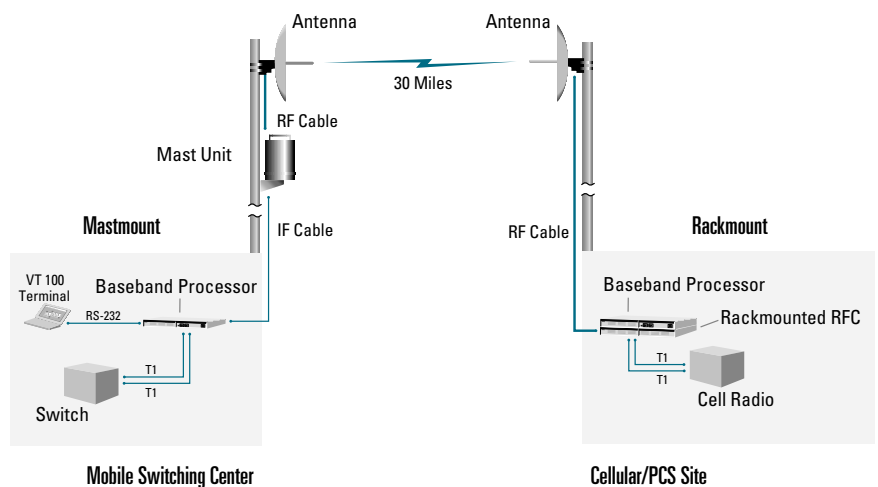 Antenna
Antenna
30 Miles
RF Cable
Mast Unit
Mastmount
IF Cable
RF Cable
Rackmount
VT 100
Terminal
RS-232
Baseband Processor
T1
T1
Switch
Baseband Processor
Rackmounted RFC
T1
T1
Cell Radio
Mobile Switching Center
Cellular/PCS Site